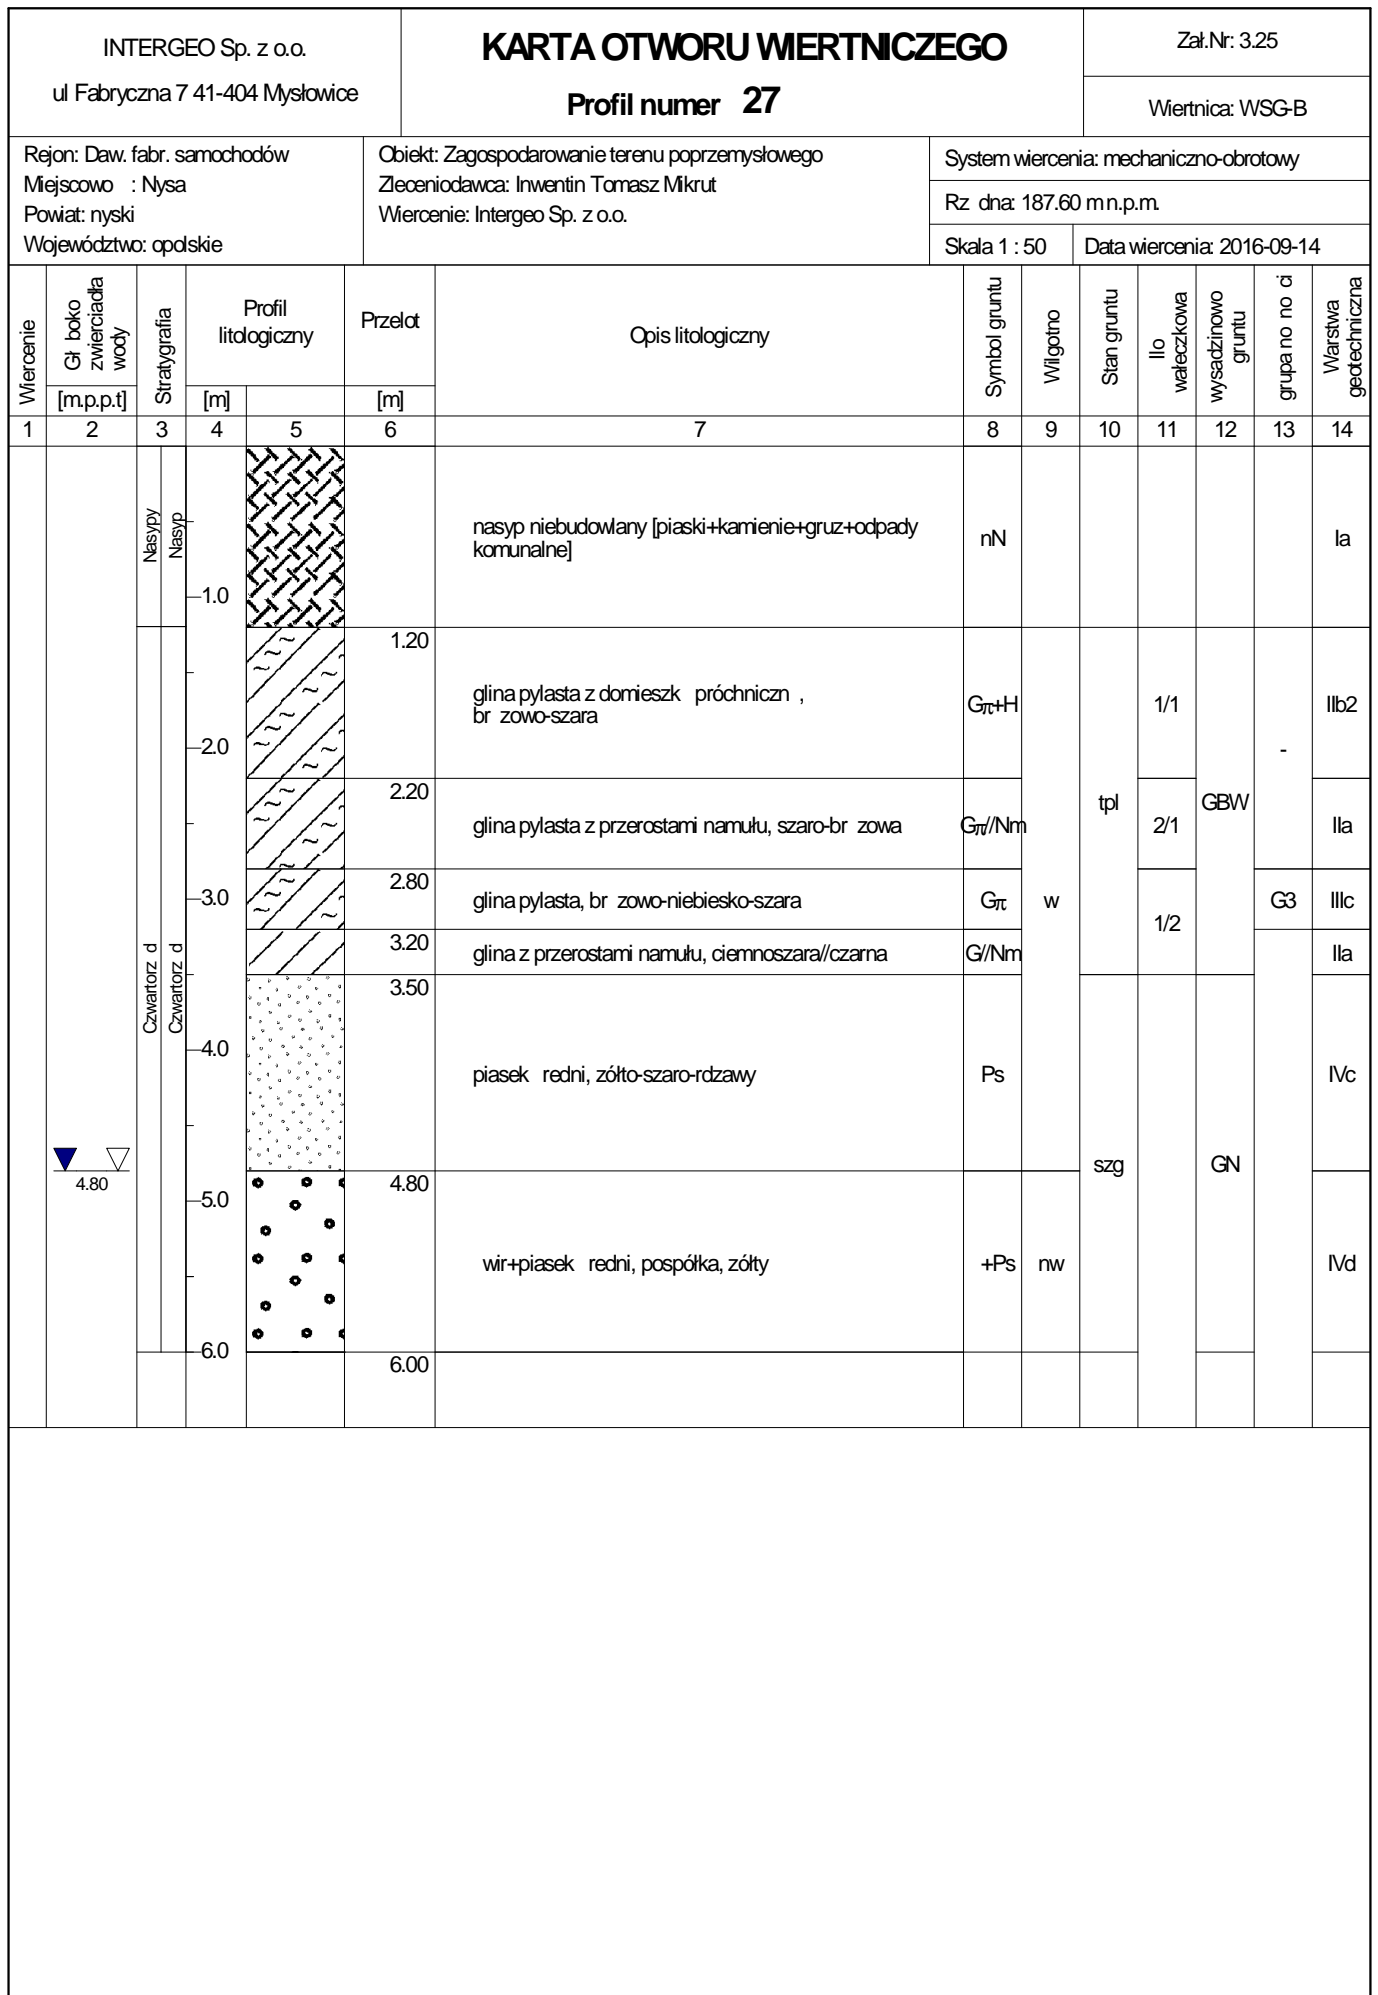 INTERGEO Sp. z o.o.
ul Fabryczna 7 41-404 Mysłowice
KARTA OTWORU WIERTNICZEGO
Profil numer 27
Zał.Nr: 3.25
Wiertnica: WSG-B
Rejon: Daw. fabr. samochodów
Miejscowo : Nysa
Powiat: nyski
Województwo: opolskie
Obiekt: Zagospodarowanie terenu poprzemysłowego
Zleceniodawca: Inwentin Tomasz Mikrut
Wiercenie: Intergeo Sp. z o.o.
System wiercenia: mechaniczno-obrotowy
Rz dna: 187.60 m n.p.m.
Skala 1 : 50
Data wiercenia: 2016-09-14
Wiercenie
Gł boko
zwierciadła
wody
[m.p.p.t]
Stratygrafia
Profil
litologiczny
[m]
Przelot
[m]
Opis litologiczny
Symbol gruntu
Wilgotno
Stan gruntu
Ilo
wałeczkowa
wysadzinowo
gruntu
grupa no no ci
Warstwa
geotechniczna
1 2 3 4 5 6 7 8 9 10 11 12 13 14
Nasypy
Nasyp
nasyp niebudowlany [piaski+kamienie+gruz+odpady
komunalne]
nN
Ia
1.0
1.20
glina pylasta z domieszk próchniczn ,
br zowo-szara
Gπ+H
1/1
IIb2
2.0
-
2.20
glina pylasta z przerostami namułu, szaro-br zowa
Gπ//Nm
tpl
2/1
GBW
IIa
2.80
3.0
glina pylasta, br zowo-niebiesko-szara
Gπ
w
1/2
G3
IIIc
3.20
glina z przerostami namułu, ciemnoszara//czarna
G//Nm
IIa
Czwartorz d
Czwartorz d
3.50
4.0
piasek redni, zółto-szaro-rdzawy
Ps
IVc
szg
GN
4.80
4.80
5.0
wir+piasek redni, pospółka, zółty
+Ps
nw
IVd
6.0
6.00